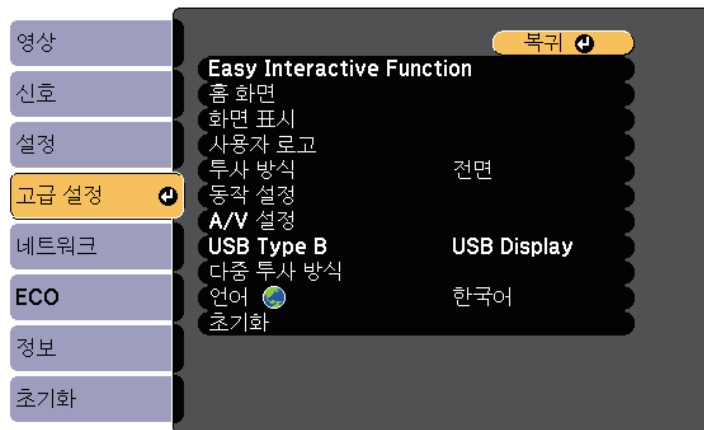 영상
신호
설정
고급 설정
네트워크
ECO
정보
초기화
복귀
Easy Interactive Function
홈 화면
화면 표시
사용자 로고
투사 방식 전면
동작 설정
A/V 설정
USB Type B USB Display
다중 투사 방식
언어 한국어
초기화